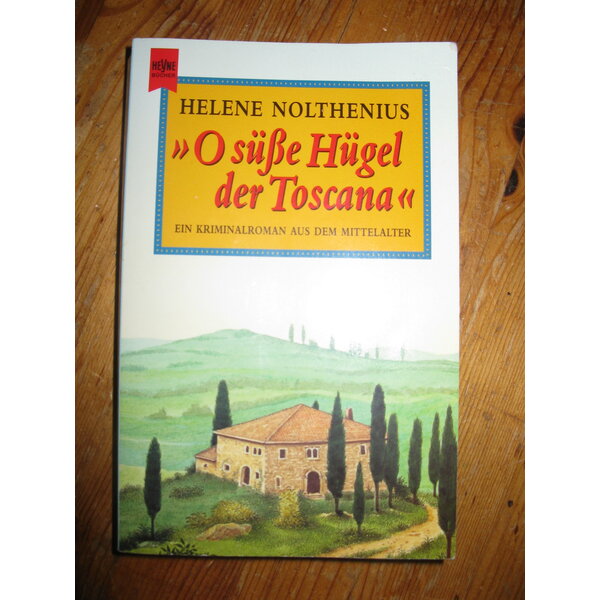 HEYNE
BÜCHER
HELENE NOLTHENIUS
»O süße Hügel
der Toscana«
EIN KRIMINALROMAN AUS DEM MITTELALTER